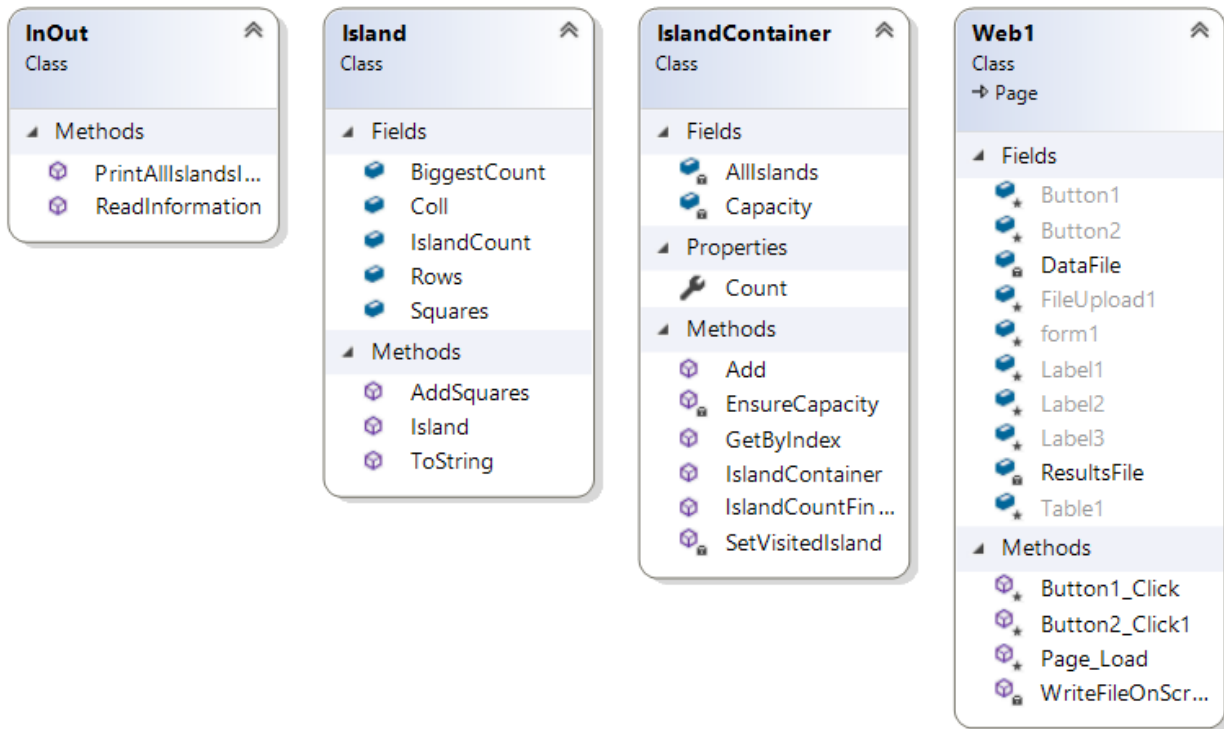 InOut
Class
Methods
PrintAllIslandsI...
ReadInformation
Island
Class
Fields
BiggestCount
Coll
IslandCount
Rows
Squares
Methods
AddSquares
Island
ToString
IslandContainer
Class
Fields
AllIslands
Capacity
Properties
Count
Methods
Add
EnsureCapacity
GetByIndex
IslandContainer
IslandCountFin...
SetVisitedIsland
Web1
Class
Page
Fields
Button1
Button2
DataFile
FileUpload1
form1
Label1
Label2
Label3
ResultsFile
Table1
Methods
Button1_Click
Button2_Click1
Page_Load
WriteFileOnScr...